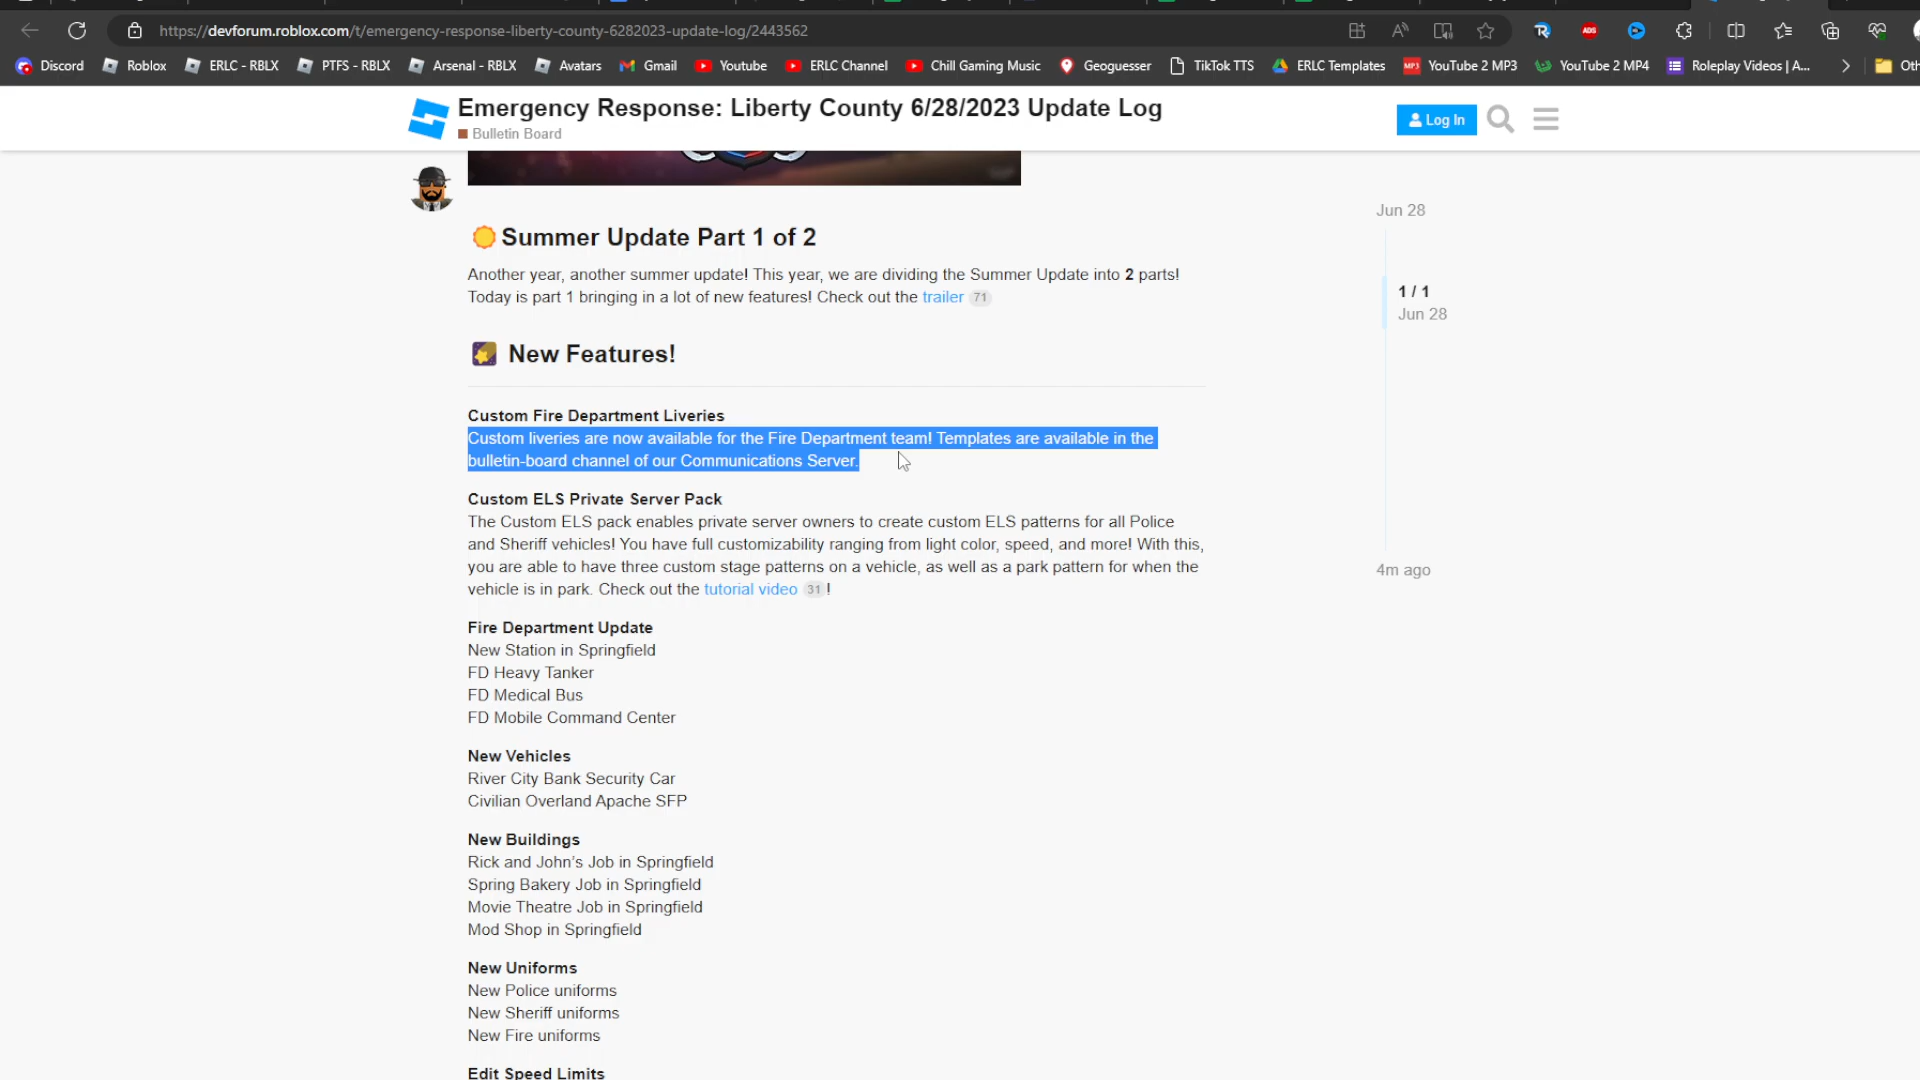 https://devforum.roblox.com/t/emergency-response-liberty-county-6282023-update-log/2443562
Discord Roblox ERLC - RBLX PTFS - RBLX Arsenal - RBLX Avatars Gmail Youtube ERLC Channel Chill Gaming Music Geoguesser TikTok TTS ERLC Templates YouTube 2 MP3 YouTube 2 MP4 Roleplay Videos | A... Oth
Emergency Response: Liberty County 6/28/2023 Update Log
Bulletin Board
Log In
Summer Update Part 1 of 2
Another year, another summer update! This year, we are dividing the Summer Update into 2 parts!
Today is part 1 bringing in a lot of new features! Check out the trailer 71
Jun 28
1 / 1
Jun 28
4m ago
New Features!
Custom Fire Department Liveries
Custom liveries are now available for the Fire Department team! Templates are available in the
bulletin-board channel of our Communications Server.
Custom ELS Private Server Pack
The Custom ELS pack enables private server owners to create custom ELS patterns for all Police
and Sheriff vehicles! You have full customizability ranging from light color, speed, and more! With this,
you are able to have three custom stage patterns on a vehicle, as well as a park pattern for when the
vehicle is in park. Check out the tutorial video 31 !
Fire Department Update
New Station in Springfield
FD Heavy Tanker
FD Medical Bus
FD Mobile Command Center
New Vehicles
River City Bank Security Car
Civilian Overland Apache SFP
New Buildings
Rick and John's Job in Springfield
Spring Bakery Job in Springfield
Movie Theatre Job in Springfield
Mod Shop in Springfield
New Uniforms
New Police uniforms
New Sheriff uniforms
New Fire uniforms
Edit Speed Limits